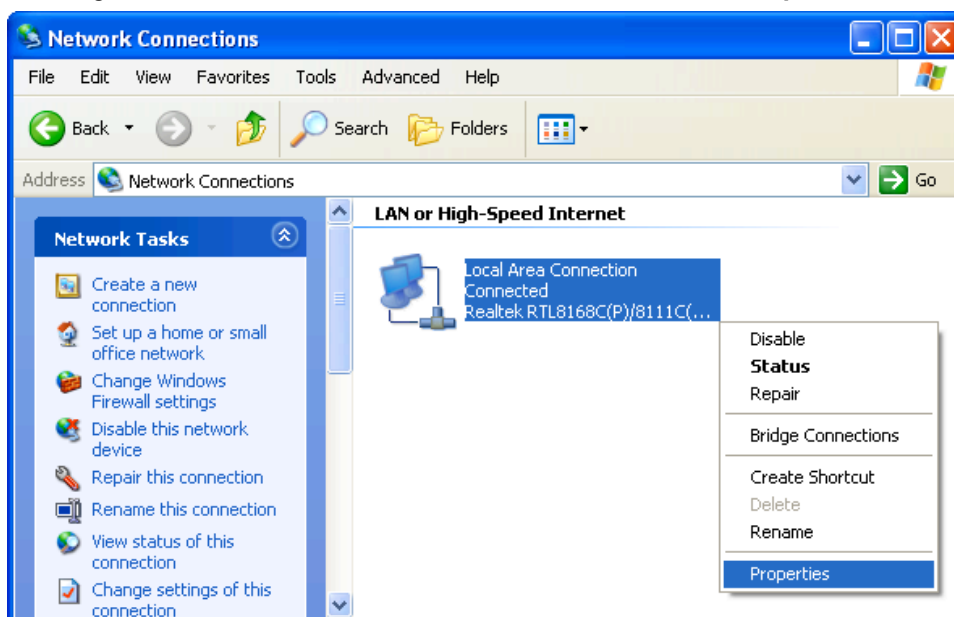 Network Connections
File Edit View Favorites Tools Advanced Help
Back Search Folders
Address Network Connections Go
Network Tasks
Create a new
connection
Set up a home or small
office network
Change Windows
Firewall settings
Disable this network
device
Repair this connection
Rename this connection
View status of this
connection
Change settings of this
connection
LAN or High-Speed Internet
Local Area Connection
Connected
Realtek RTL8168C(P)/8111C(...
Disable
Status
Repair
Bridge Connections
Create Shortcut
Delete
Rename
Properties